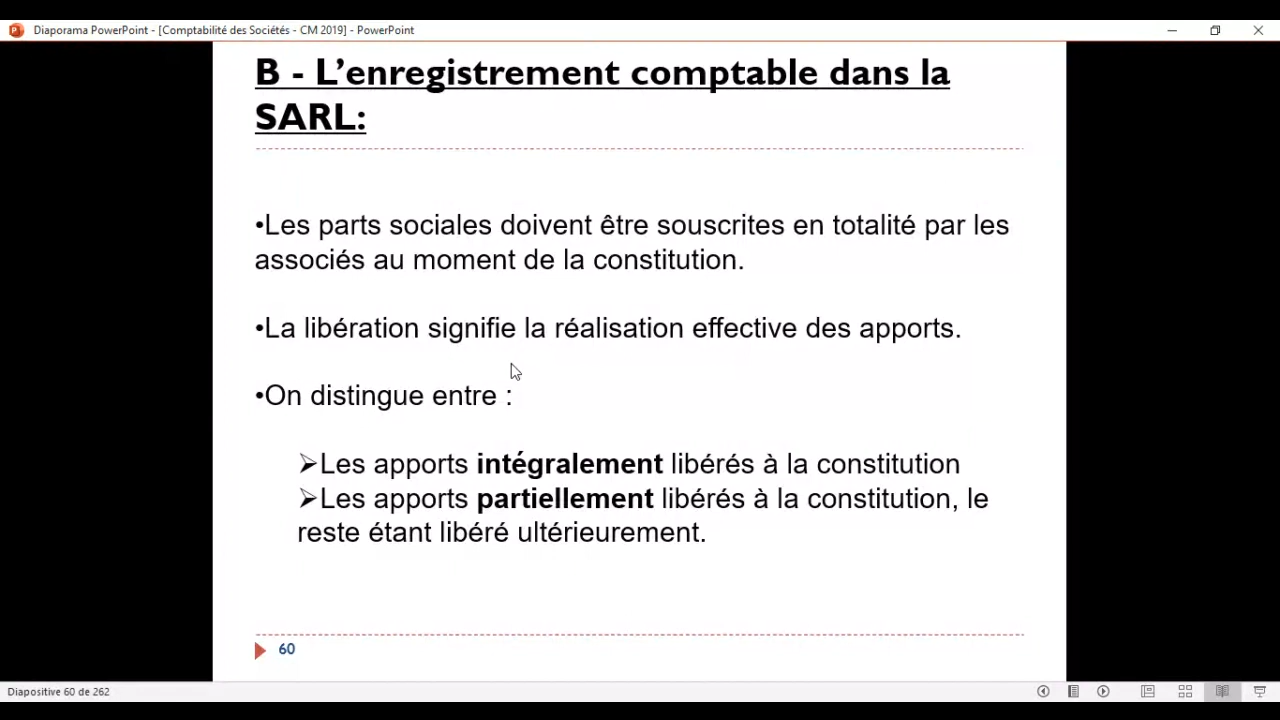 Diaporama PowerPoint - [Comptabilité des Sociétés - CM 2019] - PowerPoint
B - L’enregistrement comptable dans la
SARL:
•Les parts sociales doivent être souscrites en totalité par les
associés au moment de la constitution.
•La libération signifie la réalisation effective des apports.
•On distingue entre :
➢Les apports intégralement libérés à la constitution
➢Les apports partiellement libérés à la constitution, le
reste étant libéré ultérieurement.
60
Diapositive 60 de 262